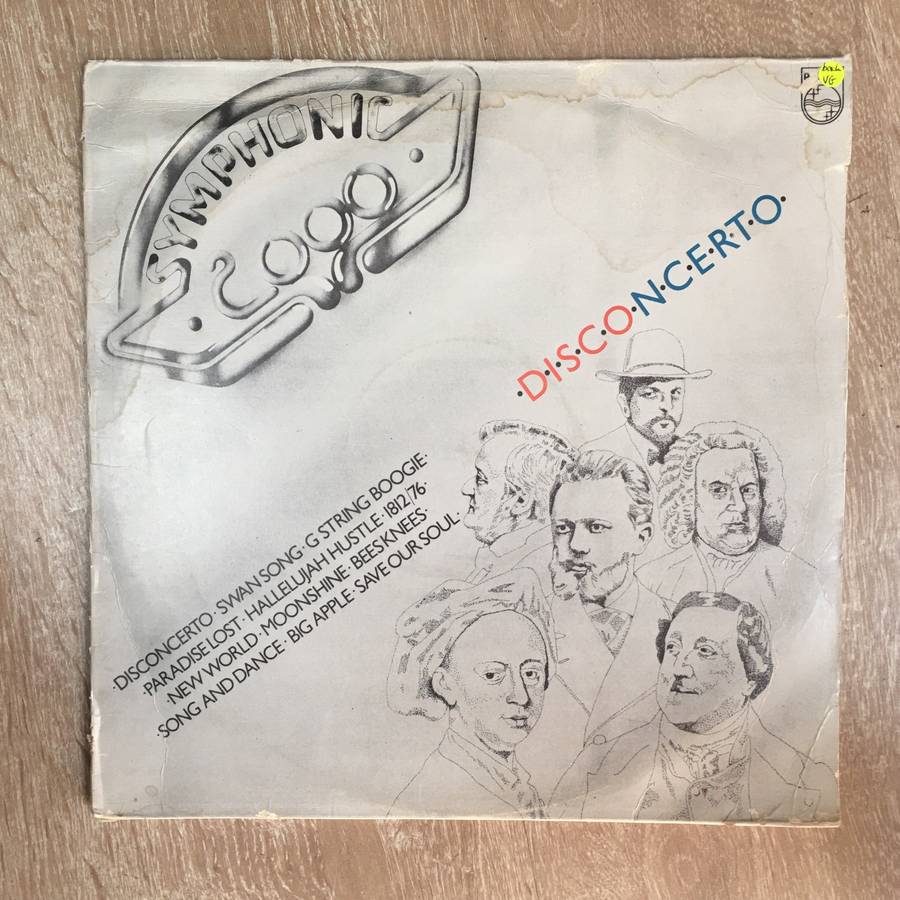 SYMPHONIC
2000
P
VG
·D·I·S·C·O·N·C·E·R·T·O·
·DISCONCERTO·SWAN SONG·G STRING BOOGIE·
·PARADISE LOST·HALLELUJAH HUSTLE·1812/76·
·NEW WORLD·MOONSHINE·BEES KNEES·
·SONG AND DANCE·BIG APPLE·SAVE OUR SOUL·